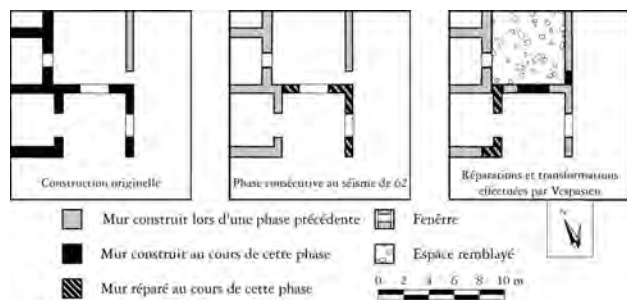 Construction originelle
Phase consécutive au séisme de 62
Réparations et transformations
effectuées par Vespasien
Mur construit lors d'une phase précédente
Fenêtre
Mur construit au cours de cette phase
Espace remblayé
Mur réparé au cours de cette phase
0 2 4 6 8 10 m
N